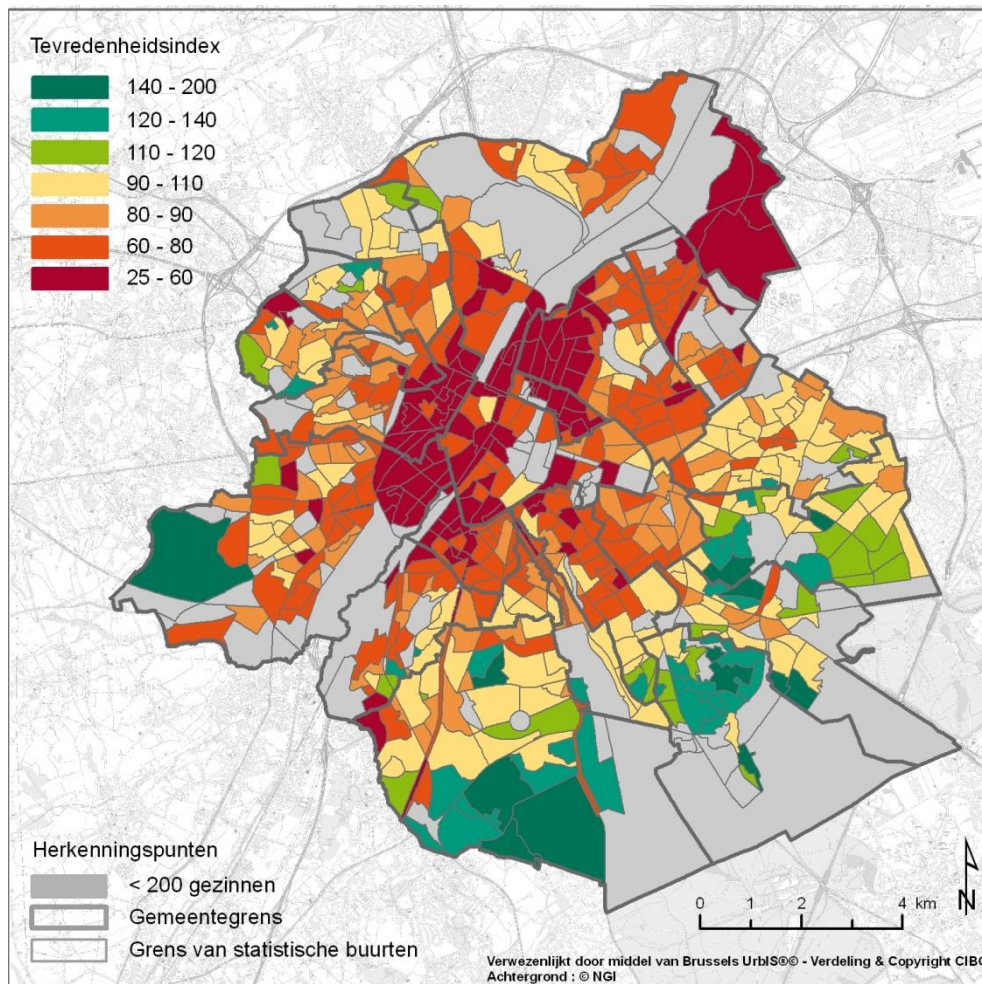 Tevredenheidsindex
140 - 200
120 - 140
110 - 120
90 - 110
80 - 90
60 - 80
25 - 60
Herkenningspunten
< 200 gezinnen
Gemeentegrens
Grens van statistische buurten
0 1 2 4 km
N
Verwezenlijkt door middel van Brussels UrbIS®© - Verdeling & Copyright CIBG
Achtergrond : © NGI